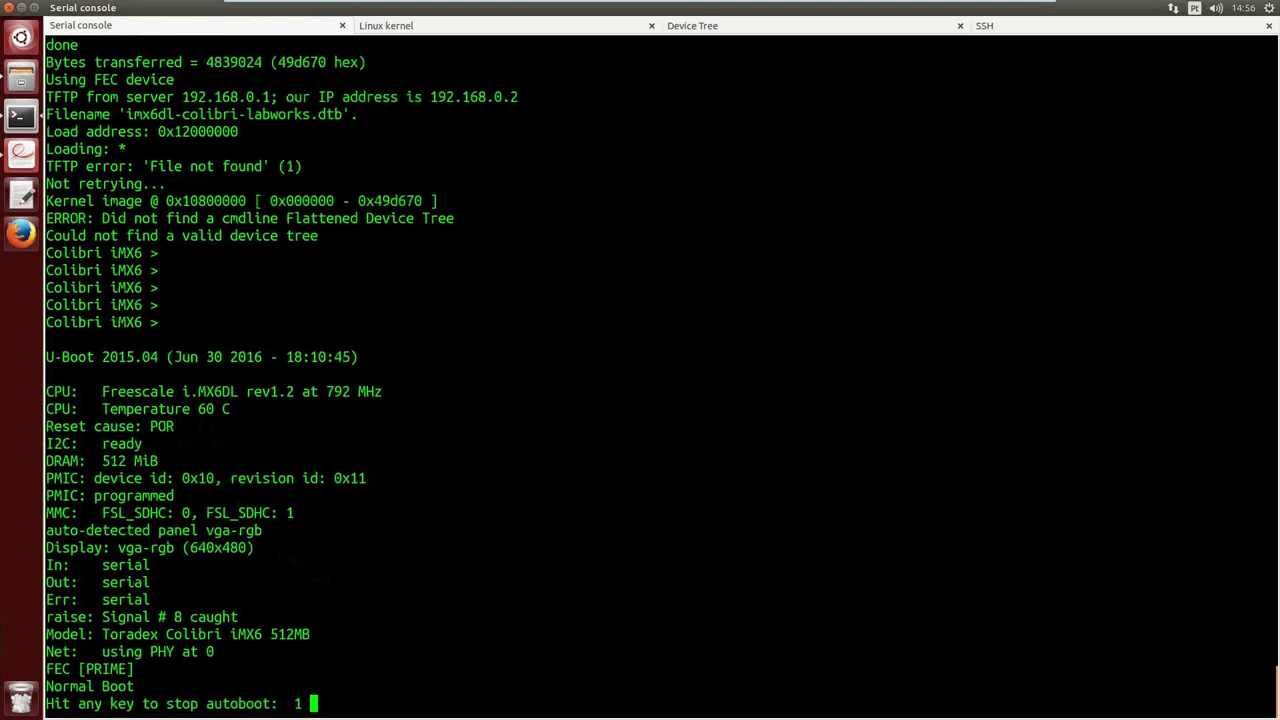 Serial console
Pt
14:56
Serial console
Linux kernel
Device Tree
SSH
done
Bytes transferred = 4839024 (49d670 hex)
Using FEC device
TFTP from server 192.168.0.1; our IP address is 192.168.0.2
Filename 'imx6dl-colibri-labworks.dtb'.
Load address: 0x12000000
Loading: *
TFTP error: 'File not found' (1)
Not retrying...
Kernel image @ 0x10800000 [ 0x000000 - 0x49d670 ]
ERROR: Did not find a cmdline Flattened Device Tree
Could not find a valid device tree
Colibri iMX6 >
Colibri iMX6 >
Colibri iMX6 >
Colibri iMX6 >
Colibri iMX6 >
U-Boot 2015.04 (Jun 30 2016 - 18:10:45)
CPU:   Freescale i.MX6DL rev1.2 at 792 MHz
CPU:   Temperature 60 C
Reset cause: POR
I2C:   ready
DRAM:  512 MiB
PMIC: device id: 0x10, revision id: 0x11
PMIC: programmed
MMC:   FSL_SDHC: 0, FSL_SDHC: 1
auto-detected panel vga-rgb
Display: vga-rgb (640x480)
In:    serial
Out:   serial
Err:   serial
raise: Signal # 8 caught
Model: Toradex Colibri iMX6 512MB
Net:   using PHY at 0
FEC [PRIME]
Normal Boot
Hit any key to stop autoboot:  1